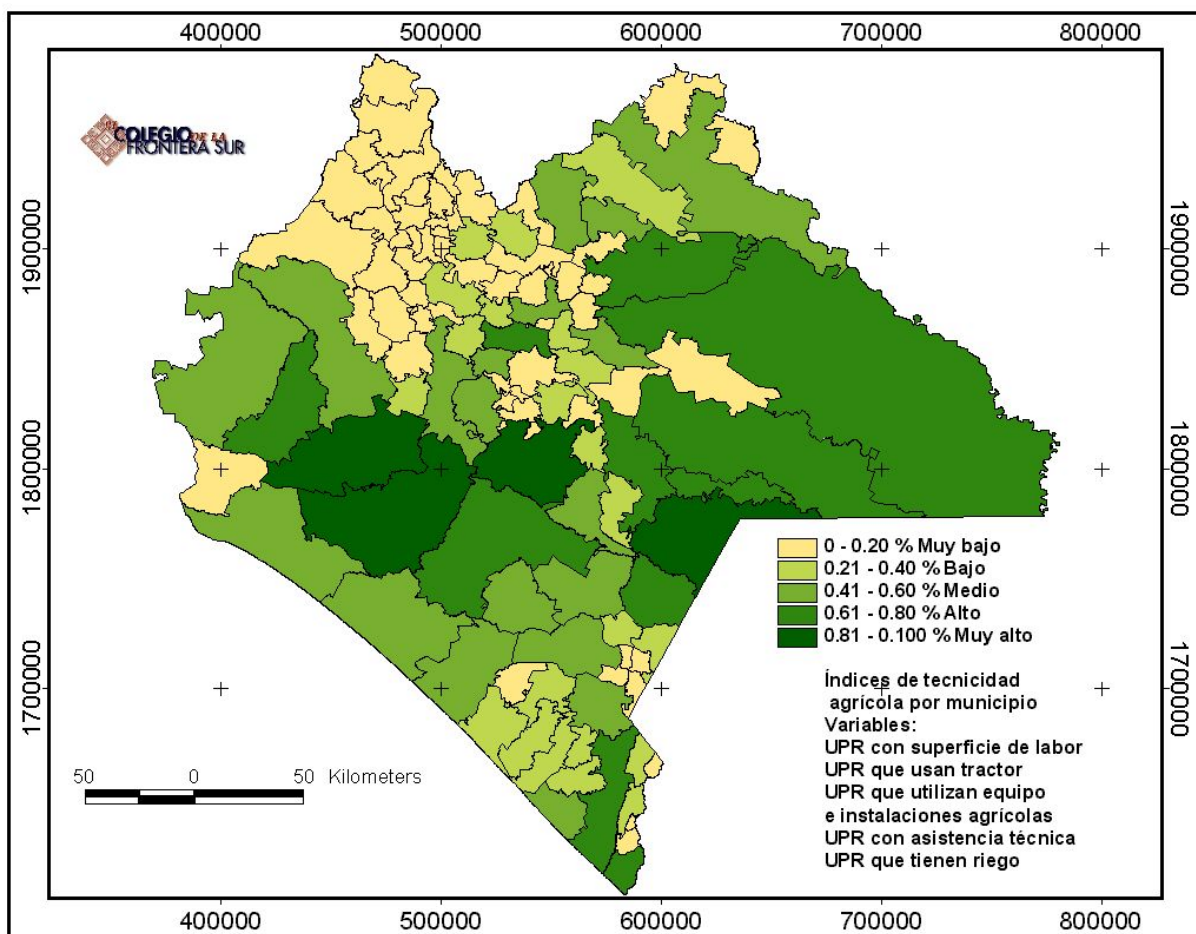 400000 500000 600000 700000 800000
EL COLEGIO DE LA
FRONTERA SUR
1900000 1900000
1800000 1800000
1700000 1700000
0 - 0.20 % Muy bajo
0.21 - 0.40 % Bajo
0.41 - 0.60 % Medio
0.61 - 0.80 % Alto
0.81 - 0.100 % Muy alto
Índices de tecnicidad
agrícola por municipio
Variables:
UPR con superficie de labor
UPR que usan tractor
UPR que utilizan equipo
e instalaciones agrícolas
UPR con asistencia técnica
UPR que tienen riego
50 0 50 Kilometers
400000 500000 600000 700000 800000